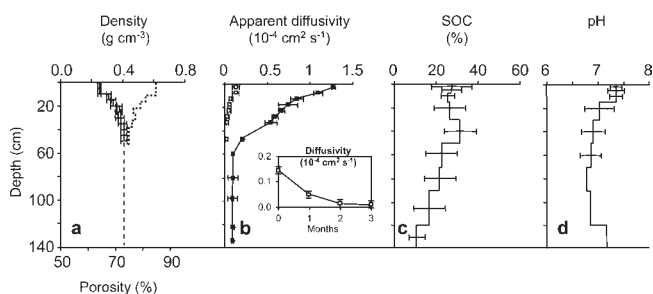 Density
(g cm-3)
Apparent diffusivity
(10-4 cm2 s-1)
SOC
(%)
pH
0.0 0.4 0.8
0 0.5 1.0 1.5
0 20 40 60
6 7 8
20
60
100
140
Depth (cm)
Diffusivity
(10-4 cm2 s-1)
0.2
0.1
0.0
0 1 2 3
Months
a
b
c
d
50 70 90
Porosity (%)